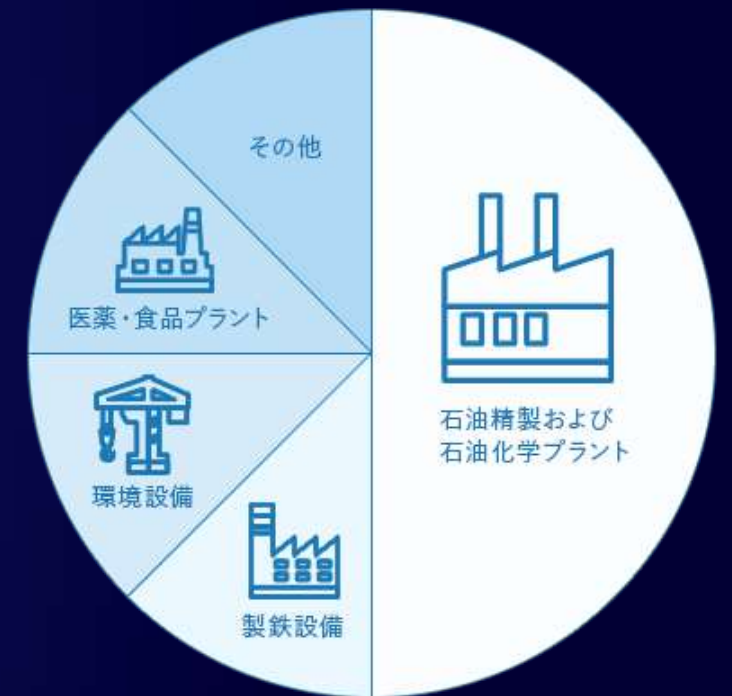 その他
医薬・食品プラント
石油精製および
石油化学プラント
環境設備
製鉄設備